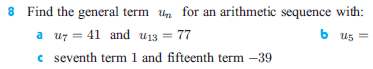 8 Find the general term uₙ for an arithmetic sequence with:
a u₇ = 41 and u₁₃ = 77 b u₅ =
c seventh term 1 and fifteenth term −39